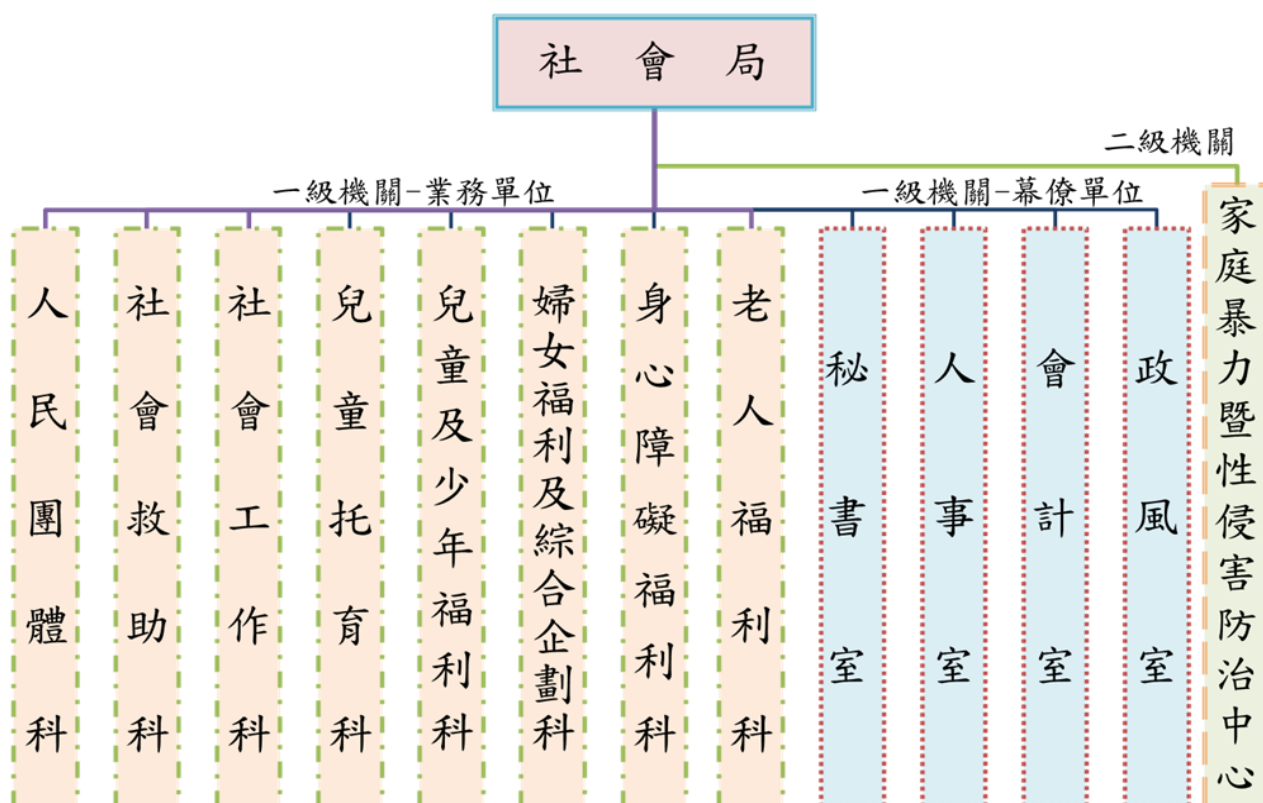 社會局
二級機關
一級機關-業務單位
一級機關-幕僚單位
人民團體科
社會救助科
社會工作科
兒童托育科
兒童及少年福利科
婦女福利及綜合企劃科
身心障礙福利科
老人福利科
秘書室
人事室
會計室
政風室
家庭暴力暨性侵害防治中心